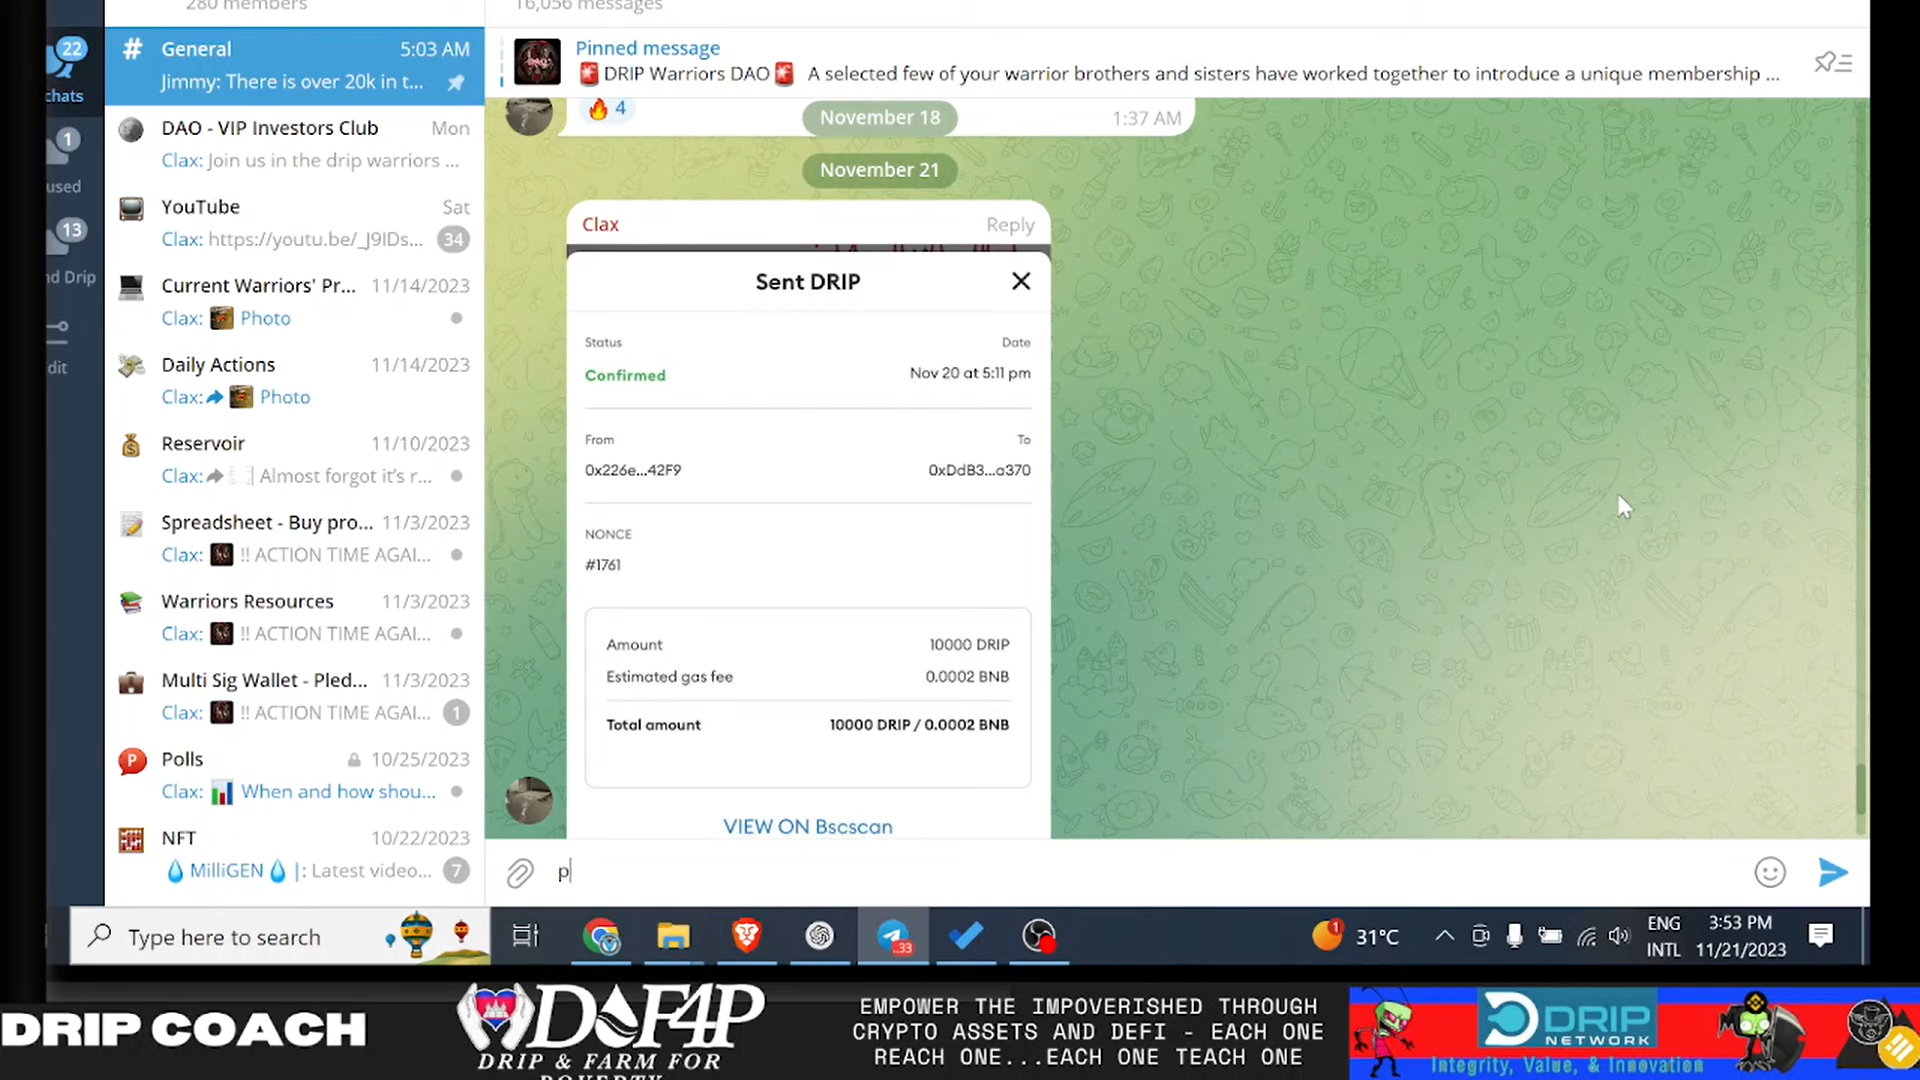 280 members
16,056 messages
22
chats
1
used
13
nd Drip
dit
# General 5:03 AM
Jimmy: There is over 20k in t...
DAO - VIP Investors Club Mon
Clax: Join us in the drip warriors ...
YouTube Sat
Clax: https://youtu.be/_J9IDs... 34
Current Warriors' Pr... 11/14/2023
Clax: Photo
Daily Actions 11/14/2023
Clax: Photo
Reservoir 11/10/2023
Clax: Almost forgot it's r...
Spreadsheet - Buy pro... 11/3/2023
Clax: !! ACTION TIME AGAI...
Warriors Resources 11/3/2023
Clax: !! ACTION TIME AGAI...
Multi Sig Wallet - Pled... 11/3/2023
Clax: !! ACTION TIME AGAI... 1
P Polls 10/25/2023
Clax: When and how shou...
NFT 10/22/2023
MilliGEN |: Latest video... 7
Pinned message
DRIP Warriors DAO A selected few of your warrior brothers and sisters have worked together to introduce a unique membership ...
4
November 18
1:37 AM
November 21
Clax Reply
Sent DRIP
Status Date
Confirmed Nov 20 at 5:11 pm
From To
0x226e...42F9 0xDdB3...a370
NONCE
#1761
Amount 10000 DRIP
Estimated gas fee 0.0002 BNB
Total amount 10000 DRIP / 0.0002 BNB
VIEW ON Bscscan
p
Type here to search
..33
1
31°C
ENG
INTL
3:53 PM
11/21/2023
DRIP COACH
DOF4P
DRIP & FARM FOR
POVERTY
EMPOWER THE IMPOVERISHED THROUGH
CRYPTO ASSETS AND DEFI - EACH ONE
REACH ONE...EACH ONE TEACH ONE
DRIP
NETWORK
Integrity, Value, & Innovation